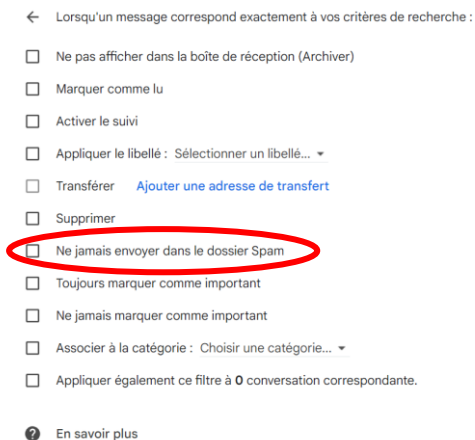 Lorsqu'un message correspond exactement à vos critères de recherche :
Ne pas afficher dans la boîte de réception (Archiver)
Marquer comme lu
Activer le suivi
Appliquer le libellé : Sélectionner un libellé...
Transférer Ajouter une adresse de transfert
Supprimer
Ne jamais envoyer dans le dossier Spam
Toujours marquer comme important
Ne jamais marquer comme important
Associer à la catégorie : Choisir une catégorie...
Appliquer également ce filtre à 0 conversation correspondante.
En savoir plus